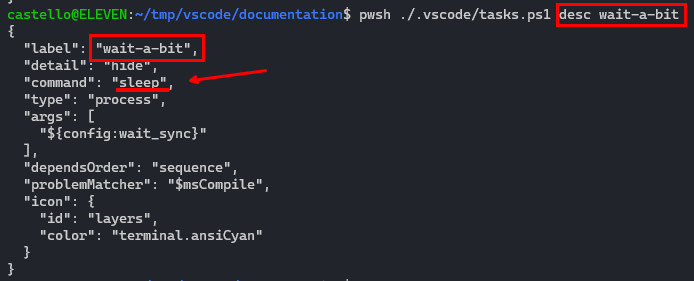 castello@ELEVEN:~/tmp/vscode/documentation$ pwsh ./.vscode/tasks.ps1 desc wait-a-bit
{
  "label": "wait-a-bit",
  "detail": "hide",
  "command": "sleep",
  "type": "process",
  "args": [
    "${config:wait_sync}"
  ],
  "dependsOrder": "sequence",
  "problemMatcher": "$msCompile",
  "icon": {
    "id": "layers",
    "color": "terminal.ansiCyan"
  }
}